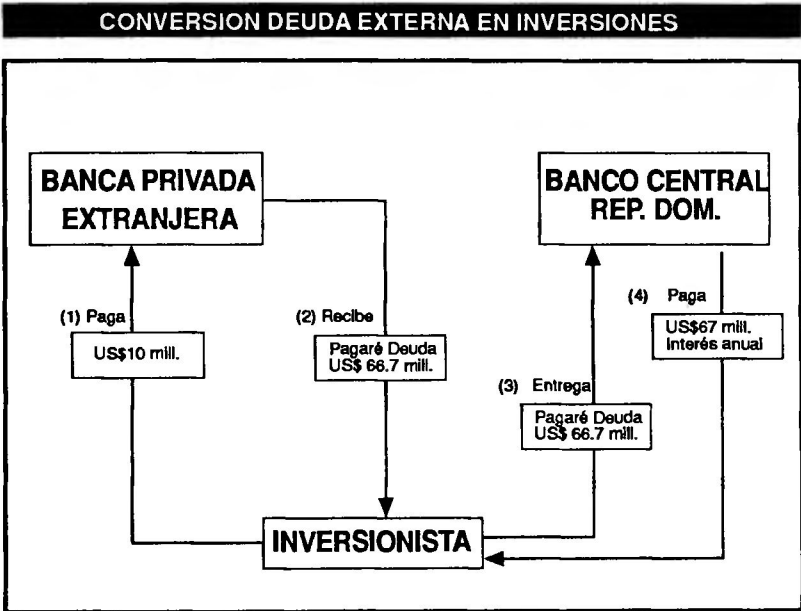 CONVERSION DEUDA EXTERNA EN INVERSIONES
BANCA PRIVADA
EXTRANJERA
BANCO CENTRAL
REP. DOM.
(1) Paga
US$10 mill.
(2) Recibe
Pagaré Deuda
US$ 66.7 mill.
(3) Entrega
Pagaré Deuda
US$ 66.7 mill.
(4) Paga
US$67 mill.
Interés anual
INVERSIONISTA